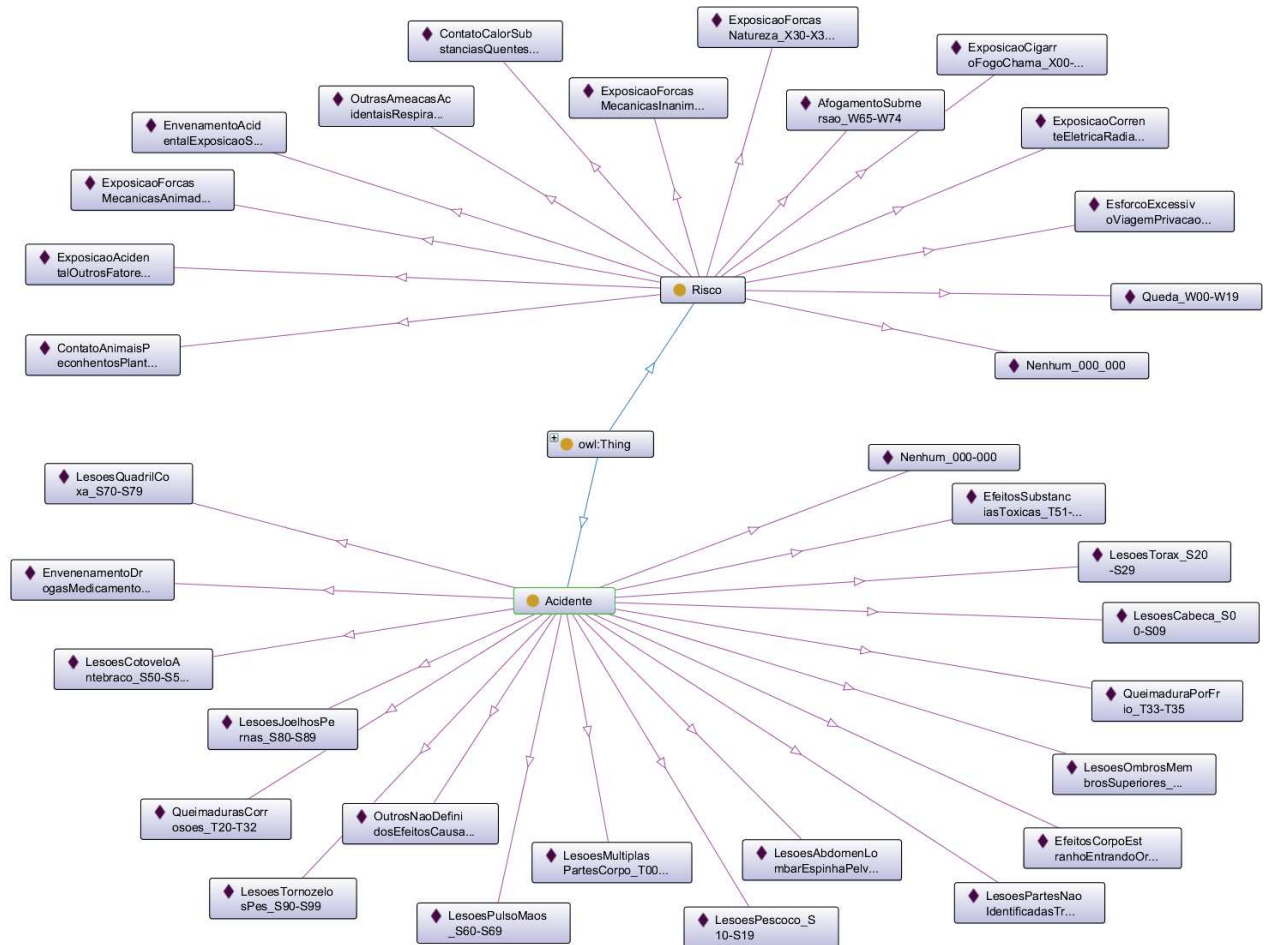 ContatoCalorSub
stanciasQuentes...
ExposicaoForcas
Natureza_X30-X3...
ExposicaoCigarr
oFogoChama_X00-...
OutrasAmeacasAc
identaisRespira...
ExposicaoForcas
MecanicasInanim...
AfogamentoSubme
rsao_W65-W74
EnvenamentoAcid
entalExposicaoS...
ExposicaoCorren
teEletricaRadia...
ExposicaoForcas
MecanicasAnimad...
EsforcoExcessiv
oViagemPrivacao...
ExposicaoAciden
talOutrosFatore...
Risco
Queda_W00-W19
ContatoAnimaisP
econhentosPlant...
Nenhum_000_000
owl:Thing
Nenhum_000-000
LesoesQuadrilCo
xa_S70-S79
EfeitosSubstanc
iasToxicas_T51-...
LesoesTorax_S20
-S29
EnvenenamentoDr
ogasMedicamento...
Acidente
LesoesCabeca_S0
0-S09
LesoesCotoveloA
ntebraco_S50-S5...
QueimaduraPorFr
io_T33-T35
LesoesJoelhosPe
rnas_S80-S89
LesoesOmbrosMem
brosSuperiores_...
QueimadurasCorr
osoes_T20-T32
OutrosNaoDefini
dosEfeitosCausa...
EfeitosCorpoEst
ranhoEntrandoOr...
LesoesMultiplas
PartesCorpo_T00...
LesoesAbdomenLo
mbarEspinhaPelv...
LesoesTornozelo
sPes_S90-S99
LesoesPartesNao
IdentificadasTr...
LesoesPulsoMaos
_S60-S69
LesoesPescoco_S
10-S19